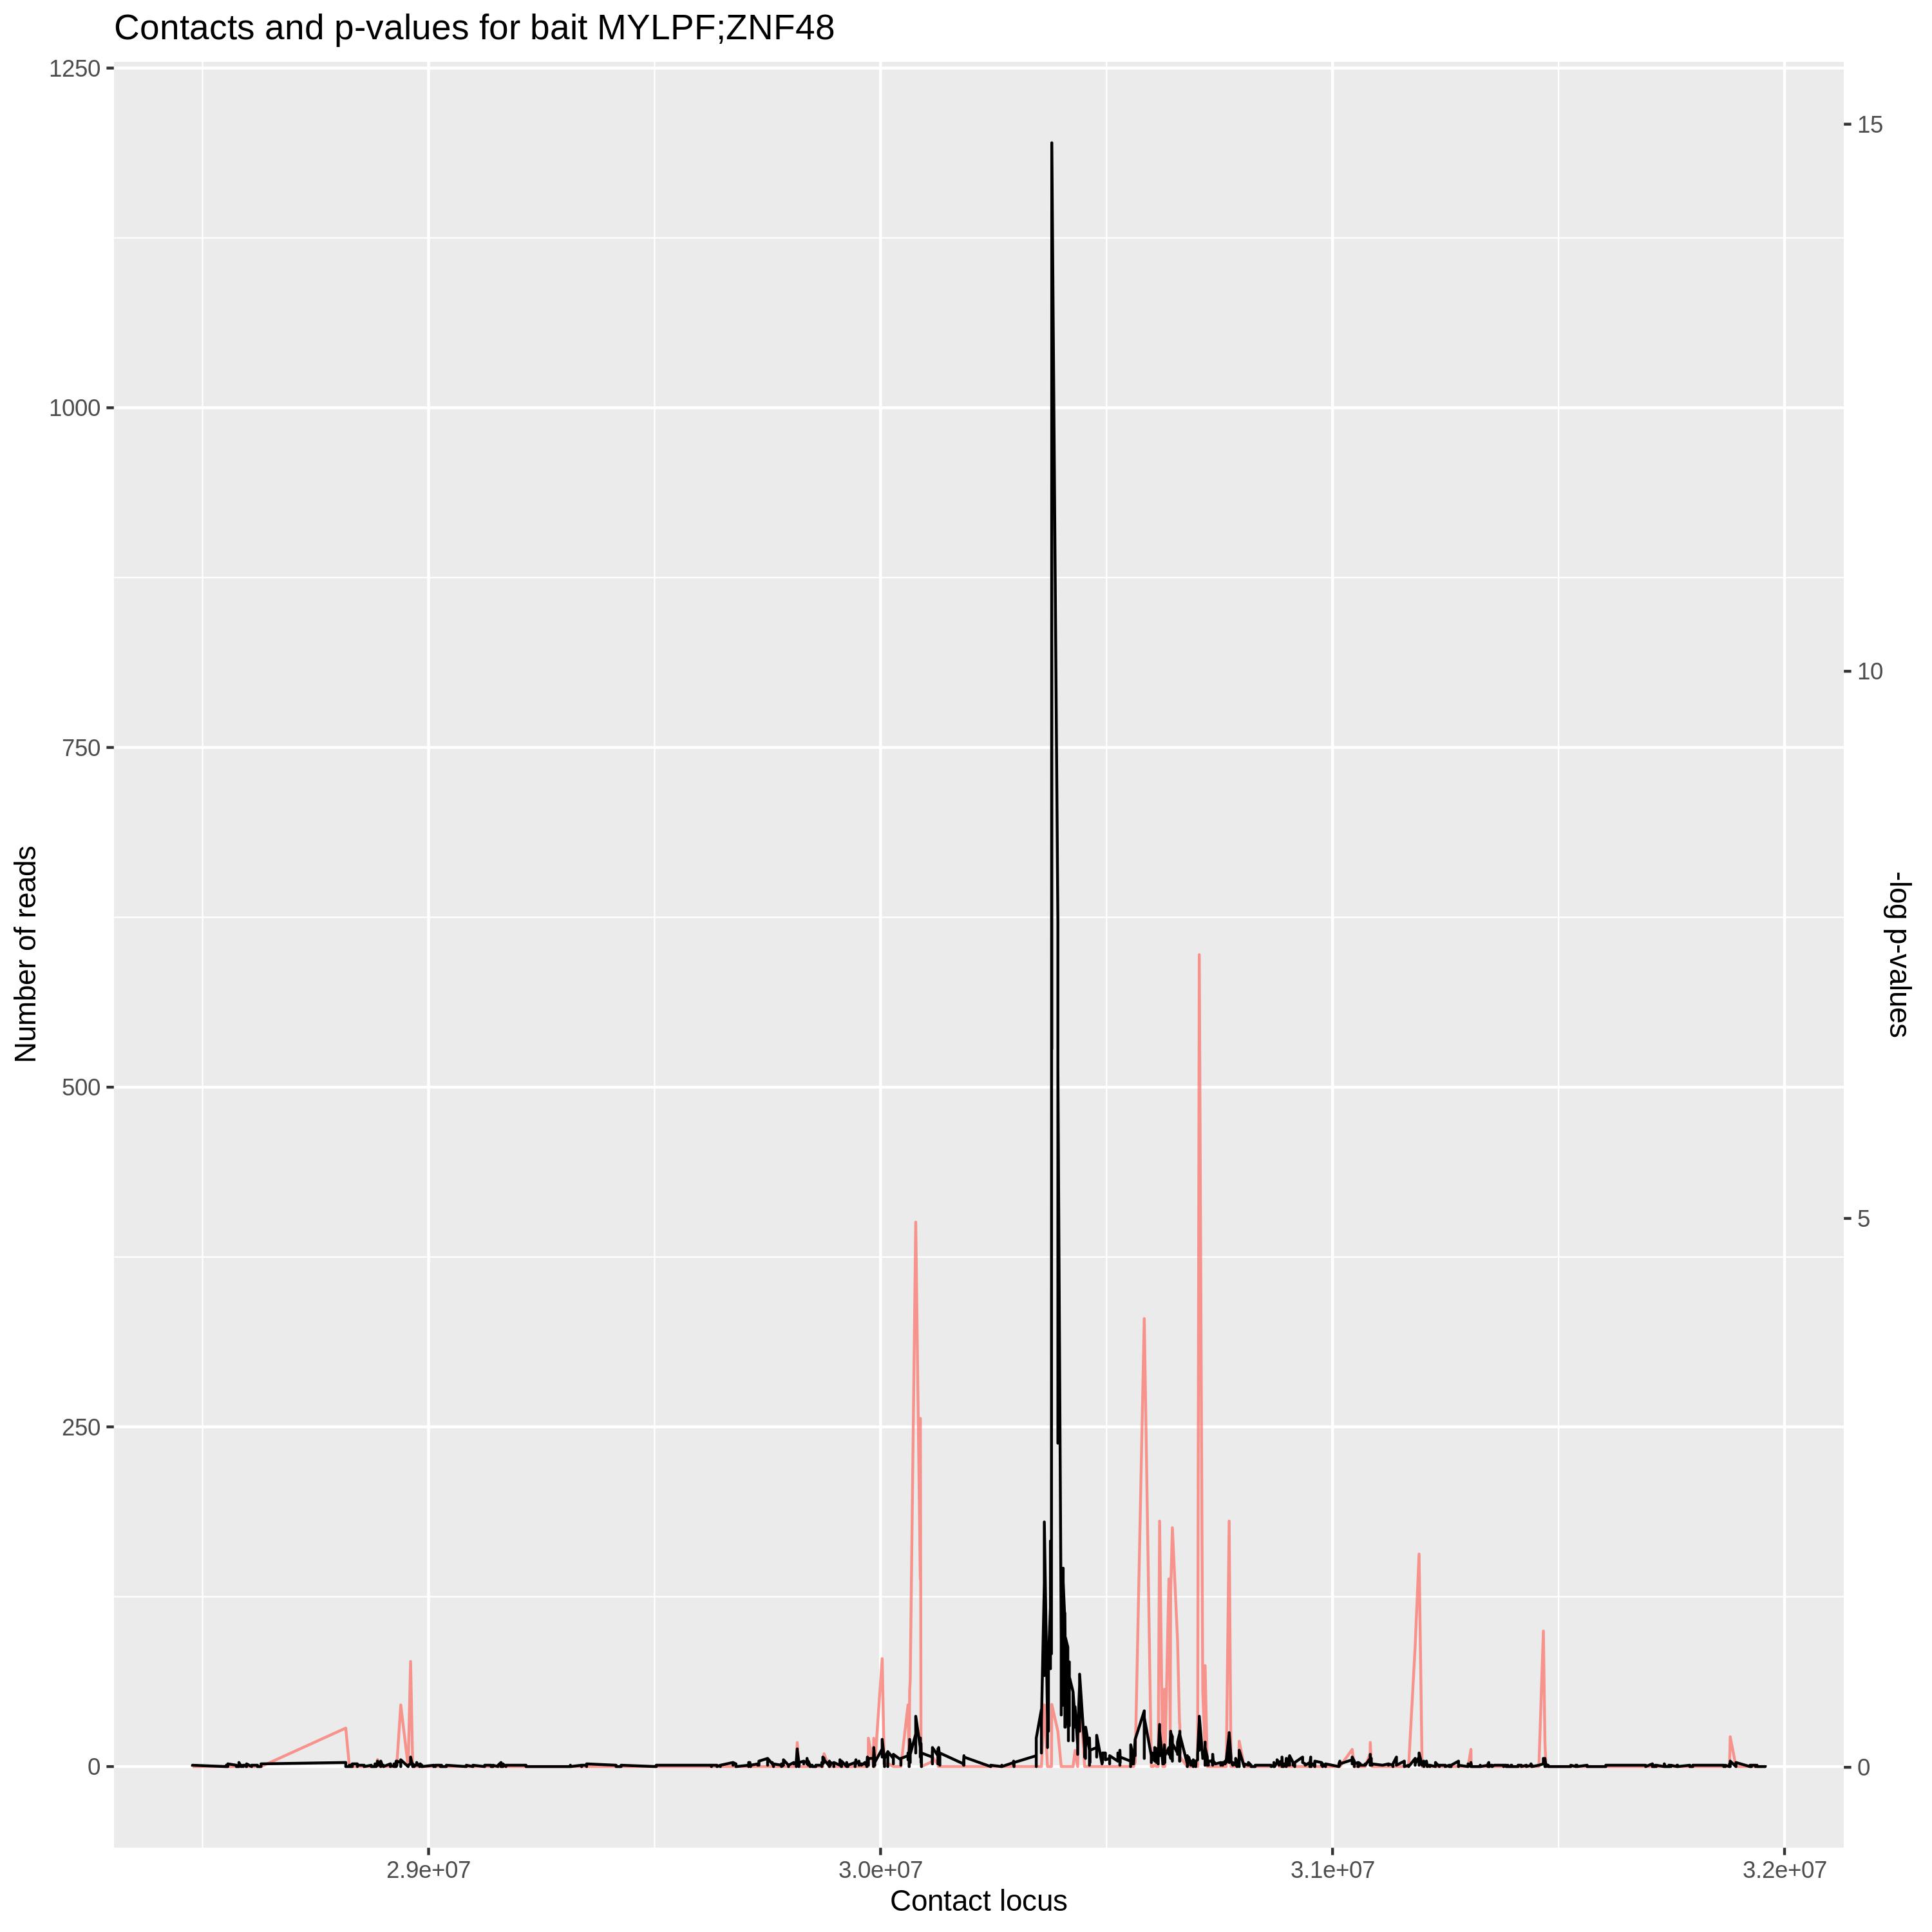 Contacts and p-values for bait MYLPF;ZNF48
1250
1000
750
500
250
0
Number of reads
15
10
5
0
-log p-values
2.9e+07
3.0e+07
3.1e+07
3.2e+07
Contact locus